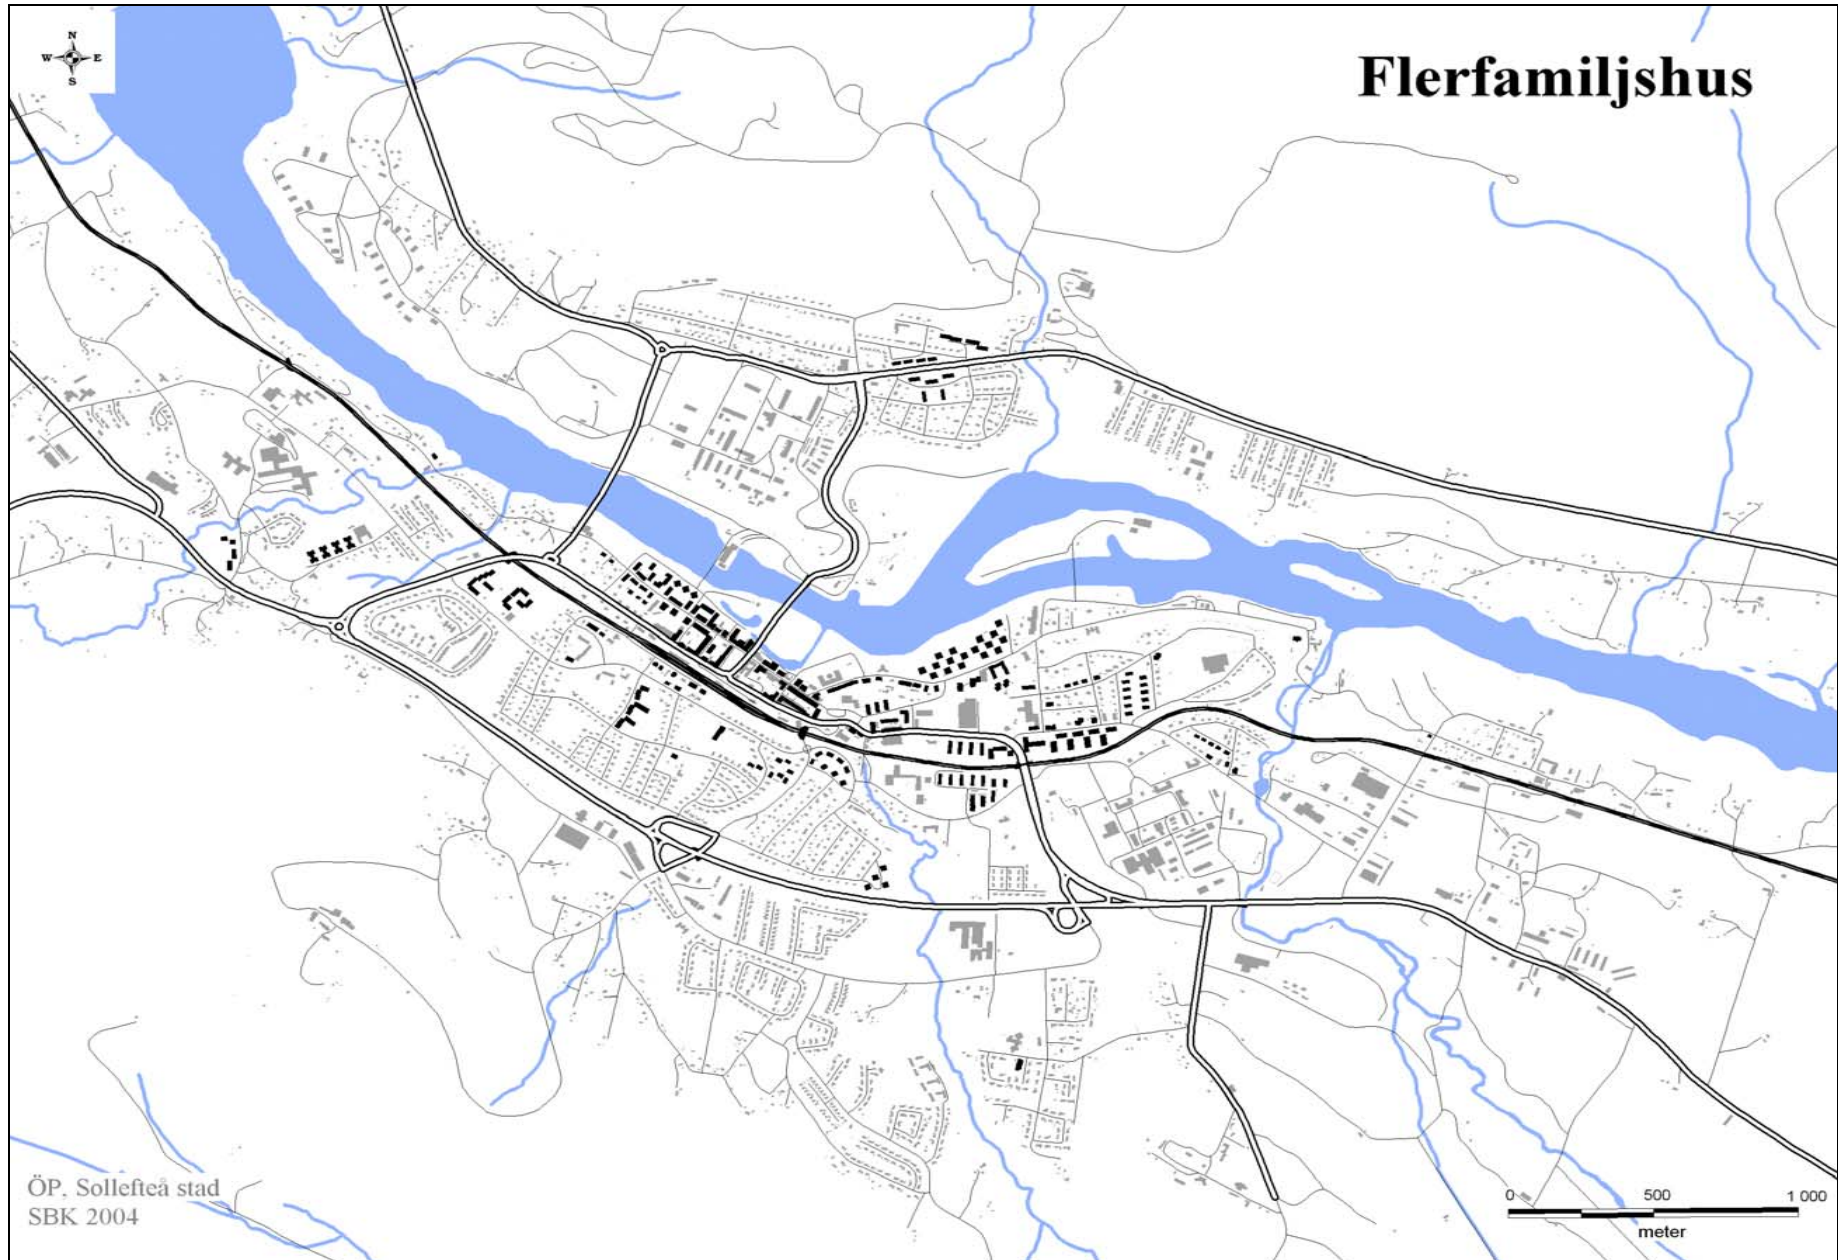 N
W E
S
Flerfamiljshus
ÖP. Sollefteå stad
SBK 2004
0 500 1 000
meter